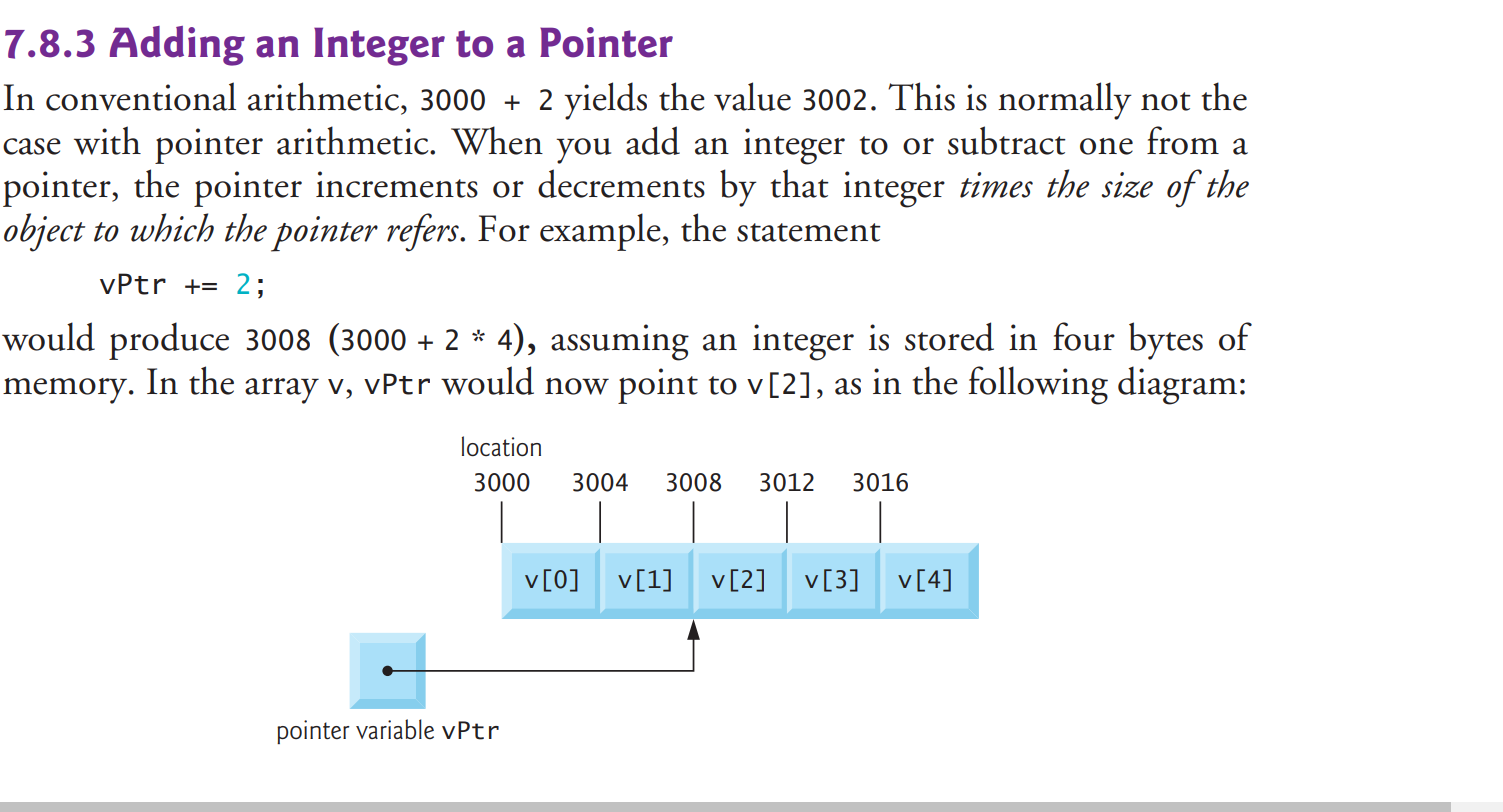 7.8.3 Adding an Integer to a Pointer
In conventional arithmetic, 3000 + 2 yields the value 3002. This is normally not the
case with pointer arithmetic. When you add an integer to or subtract one from a
pointer, the pointer increments or decrements by that integer times the size of the
object to which the pointer refers. For example, the statement
vPtr += 2;
would produce 3008 (3000 + 2 * 4), assuming an integer is stored in four bytes of
memory. In the array v, vPtr would now point to v[2], as in the following diagram:
location
3000 3004 3008 3012 3016
v[0] v[1] v[2] v[3] v[4]
pointer variable vPtr